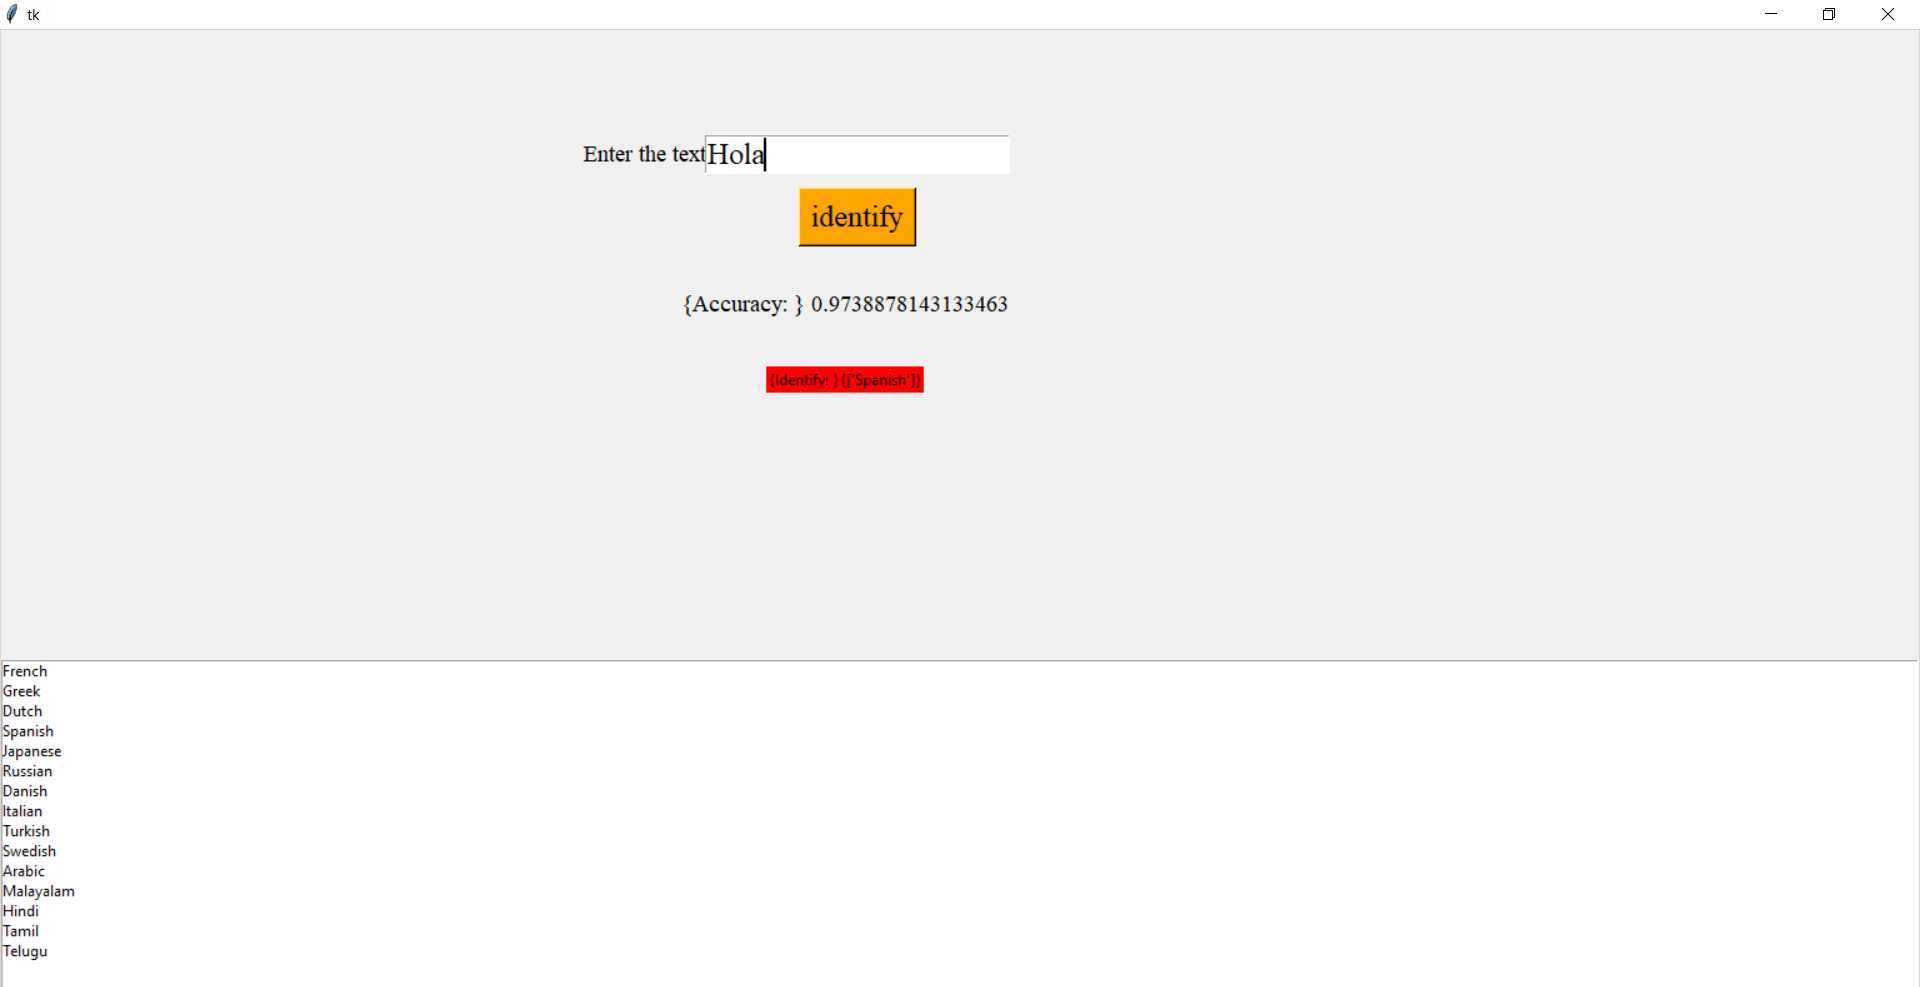 tk
Enter the text Hola
identify
{Accuracy: } 0.9738878143133463
{Identify: } {['Spanish']}
French
Greek
Dutch
Spanish
Japanese
Russian
Danish
Italian
Turkish
Swedish
Arabic
Malayalam
Hindi
Tamil
Telugu